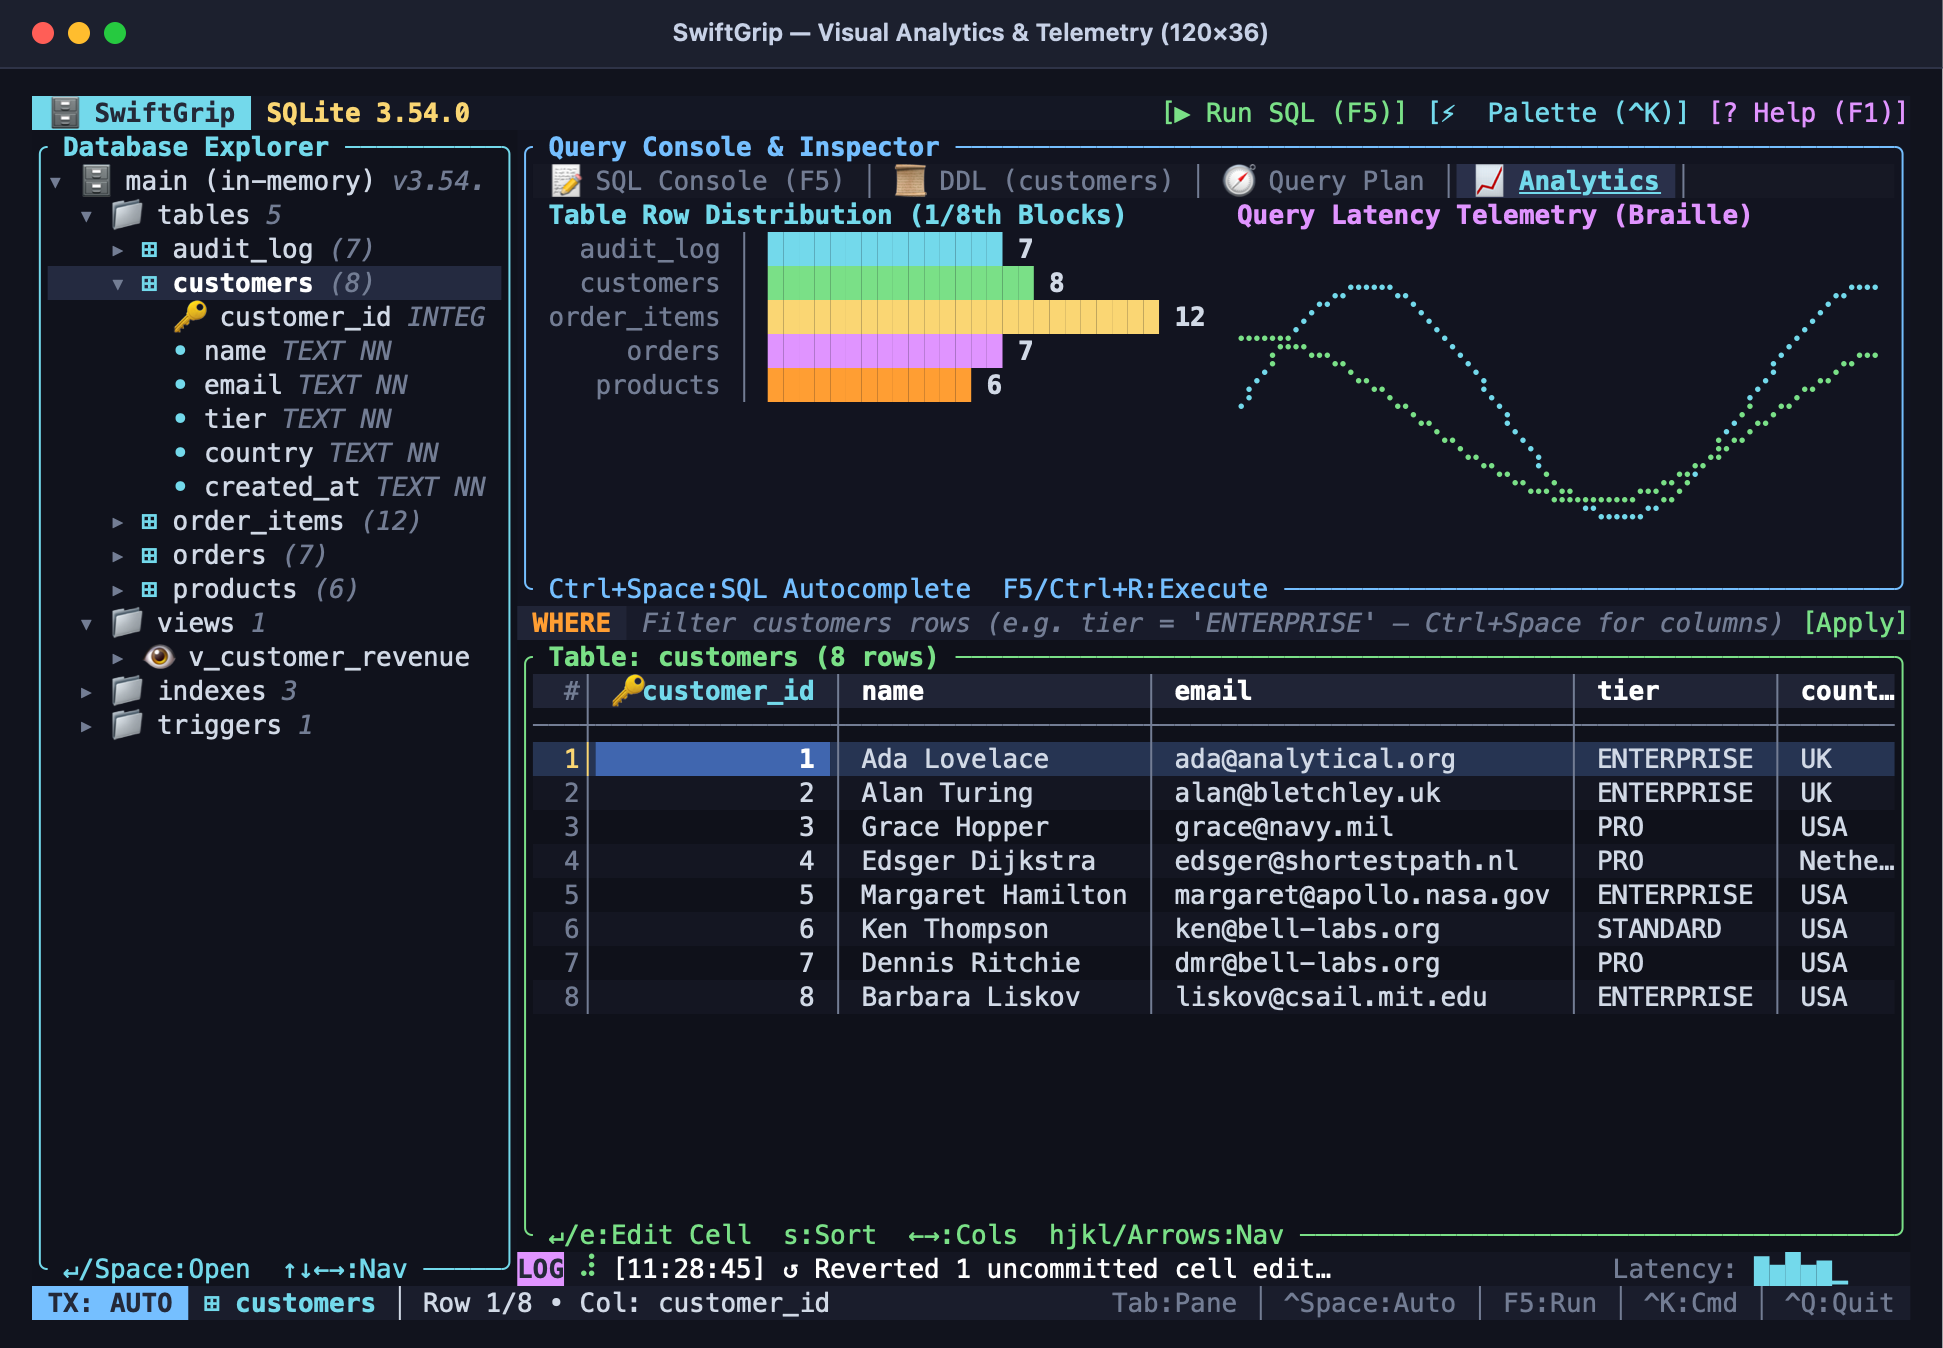 SwiftGrip — Visual Analytics & Telemetry (120×36)
SwiftGrip SQLite 3.54.0
[▶ Run SQL (F5)] [⚡ Palette (^K)] [? Help (F1)]
Database Explorer
▾ main (in-memory) v3.54.
▾ tables 5
▸ ⊞ audit_log (7)
▾ ⊞ customers (8)
customer_id INTEG
• name TEXT NN
• email TEXT NN
• tier TEXT NN
• country TEXT NN
• created_at TEXT NN
▸ ⊞ order_items (12)
▸ ⊞ orders (7)
▸ ⊞ products (6)
▾ views 1
▸ v_customer_revenue
▸ indexes 3
▸ triggers 1
↵/Space:Open ↑↓←→:Nav
Query Console & Inspector
SQL Console (F5) │ DDL (customers) │ Query Plan │ Analytics │
Table Row Distribution (1/8th Blocks)
audit_log │ 7
customers │ 8
order_items │ 12
orders │ 7
products │ 6
Query Latency Telemetry (Braille)
Ctrl+Space:SQL Autocomplete F5/Ctrl+R:Execute
WHERE Filter customers rows (e.g. tier = 'ENTERPRISE' — Ctrl+Space for columns) [Apply]
Table: customers (8 rows)
# │ customer_id │ name │ email │ tier │ count…
1 │ 1 │ Ada Lovelace │ ada@analytical.org │ ENTERPRISE │ UK
2 │ 2 │ Alan Turing │ alan@bletchley.uk │ ENTERPRISE │ UK
3 │ 3 │ Grace Hopper │ grace@navy.mil │ PRO │ USA
4 │ 4 │ Edsger Dijkstra │ edsger@shortestpath.nl │ PRO │ Nethe…
5 │ 5 │ Margaret Hamilton │ margaret@apollo.nasa.gov │ ENTERPRISE │ USA
6 │ 6 │ Ken Thompson │ ken@bell-labs.org │ STANDARD │ USA
7 │ 7 │ Dennis Ritchie │ dmr@bell-labs.org │ PRO │ USA
8 │ 8 │ Barbara Liskov │ liskov@csail.mit.edu │ ENTERPRISE │ USA
↵/e:Edit Cell s:Sort ←→:Cols hjkl/Arrows:Nav
LOG [11:28:45] ↺ Reverted 1 uncommitted cell edit… Latency:
TX: AUTO ⊞ customers │ Row 1/8 • Col: customer_id
Tab:Pane │ ^Space:Auto │ F5:Run │ ^K:Cmd │ ^Q:Quit